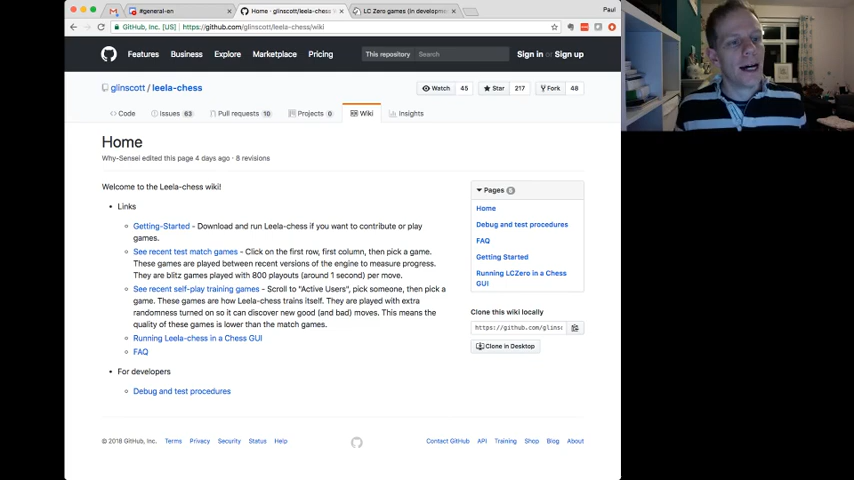 #general-en
Home · glinscott/leela-chess
LC Zero games (in developm
Paul
GitHub, Inc. [US]
https://github.com/glinscott/leela-chess/wiki
Features Business Explore Marketplace Pricing
This repository Search
Sign in or Sign up
glinscott / leela-chess
Watch 45 Star 217 Fork 48
Code Issues 63 Pull requests 10 Projects 0 Wiki Insights
Home
Why-Sensei edited this page 4 days ago · 8 revisions
Welcome to the Leela-chess wiki!
Links
Getting-Started - Download and run Leela-chess if you want to contribute or play
games.
See recent test match games - Click on the first row, first column, then pick a game.
These games are played between recent versions of the engine to measure progress.
They are blitz games played with 800 playouts (around 1 second) per move.
See recent self-play training games - Scroll to "Active Users", pick someone, then pick a
game. These games are how Leela-chess trains itself. They are played with extra
randomness turned on so it can discover new good (and bad) moves. This means the
quality of these games is lower than the match games.
Running Leela-chess in a Chess GUI
FAQ
For developers
Debug and test procedures
Pages 5
Home
Debug and test procedures
FAQ
Getting Started
Running LCZero in a Chess
GUI
Clone this wiki locally
https://github.com/glins
Clone in Desktop
© 2018 GitHub, Inc. Terms Privacy Security Status Help
Contact GitHub API Training Shop Blog About